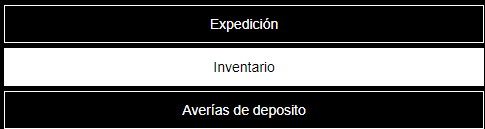 Expedición
Inventario
Averías de deposito